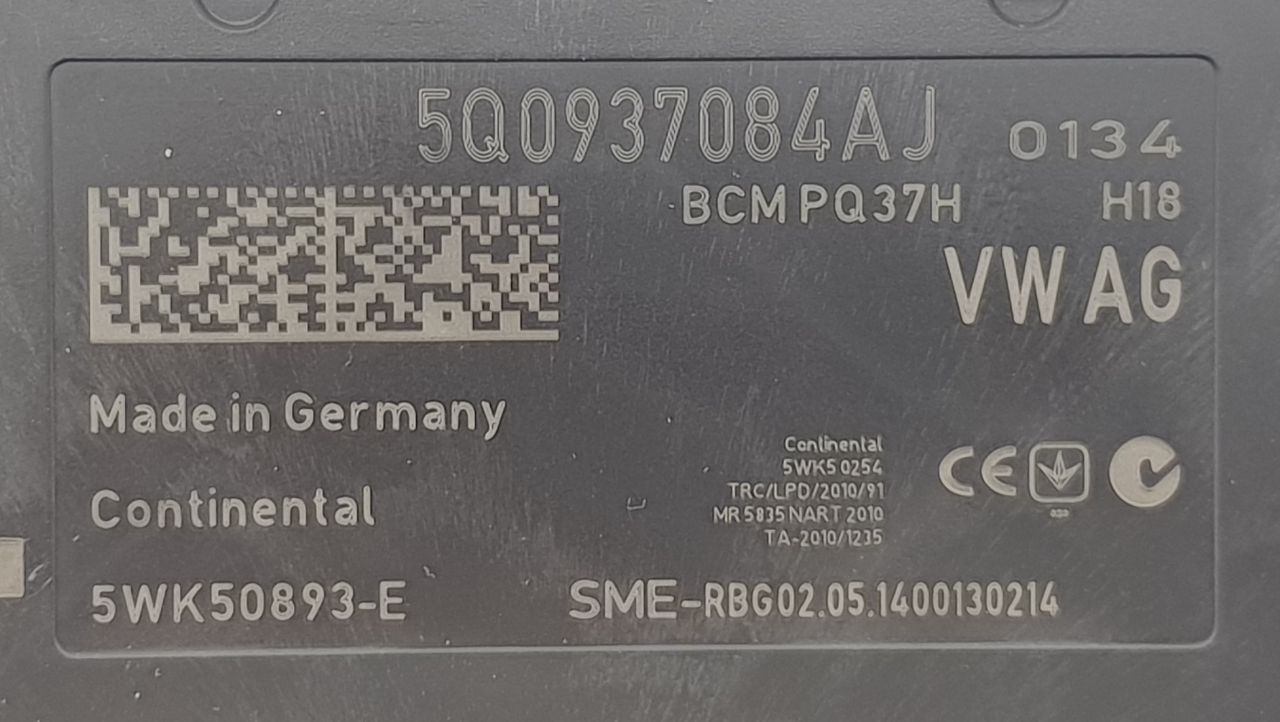 5Q0937084AJ 0134
BCM PQ37H H18
VW AG
Made in Germany
Continental
5WK5 0254
TRC/LPD/2010/91
MR 5835 NART 2010
TA-2010/1235
CE
Continental
5WK50893-E SME-RBG02.05.1400130214